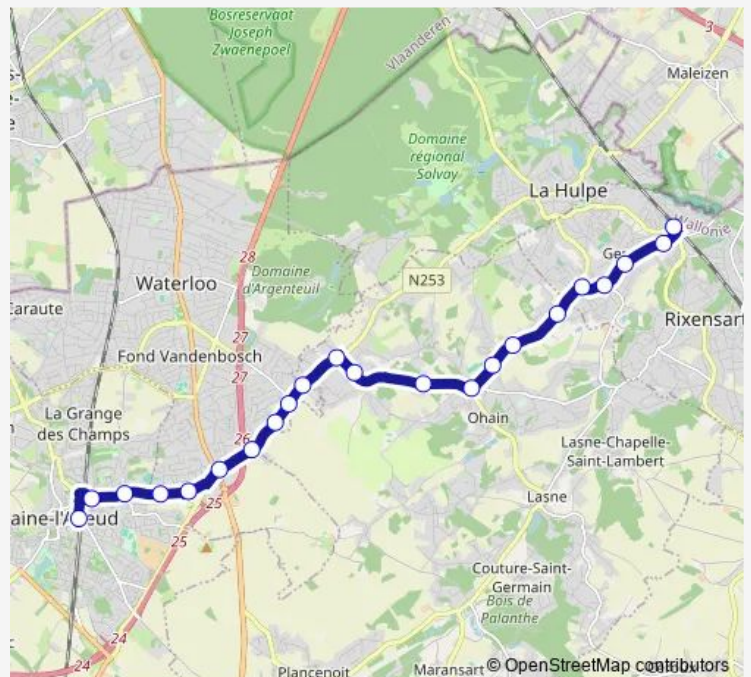 Bosreservaat
Joseph
Zwaenepoel
Vlaanderen
3
Maleizen
Domaine
régional
Solvay
La Hulpe
Wallonie
28
Domaine
d'Argenteuil
Waterloo
N253
Rixensart
27
Fond Vandenbosch
27
La Grange
des Champs
26
Ohain
Lasne-Chapelle-
Saint-Lambert
25
Lasne
aine-l'A eud
25
Couture-Saint-
Germain
Bois de
Palanthe
24
24
Plancenoit
Maransart
© OpenStreetMap contributors